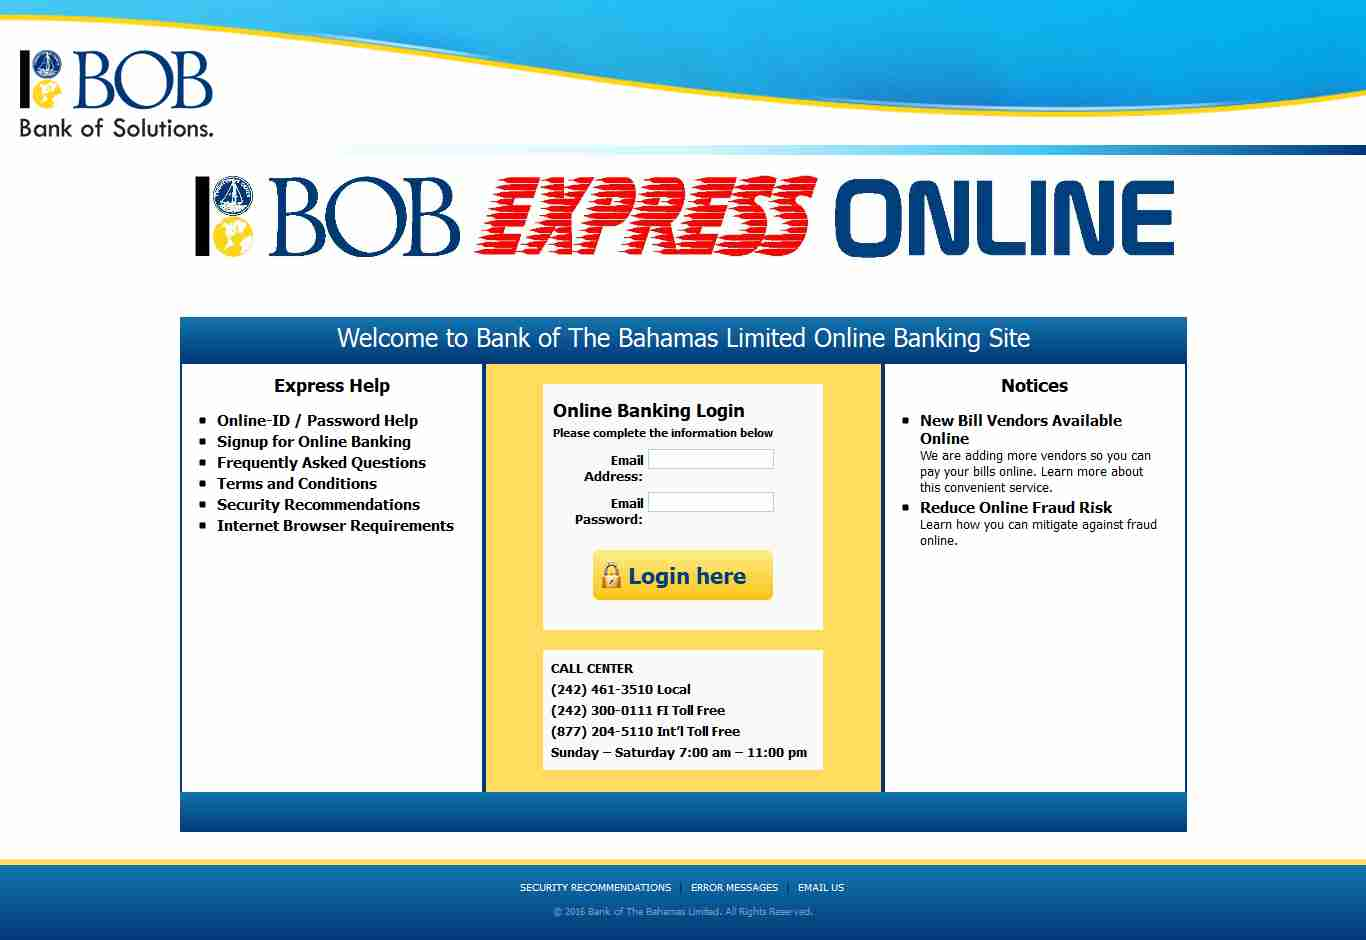 BOB
Bank of Solutions.
BOB EXPRESS ONLINE
Welcome to Bank of The Bahamas Limited Online Banking Site
Express Help
Online-ID / Password Help
Signup for Online Banking
Frequently Asked Questions
Terms and Conditions
Security Recommendations
Internet Browser Requirements
Online Banking Login
Please complete the information below
Email
Address:
Email
Password:
Login here
CALL CENTER
(242) 461-3510 Local
(242) 300-0111 FI Toll Free
(877) 204-5110 Int'l Toll Free
Sunday – Saturday 7:00 am – 11:00 pm
Notices
New Bill Vendors Available
Online
We are adding more vendors so you can
pay your bills online. Learn more about
this convenient service.
Reduce Online Fraud Risk
Learn how you can mitigate against fraud
online.
SECURITY RECOMMENDATIONS | ERROR MESSAGES | EMAIL US
© 2016 Bank of The Bahamas Limited. All Rights Reserved.